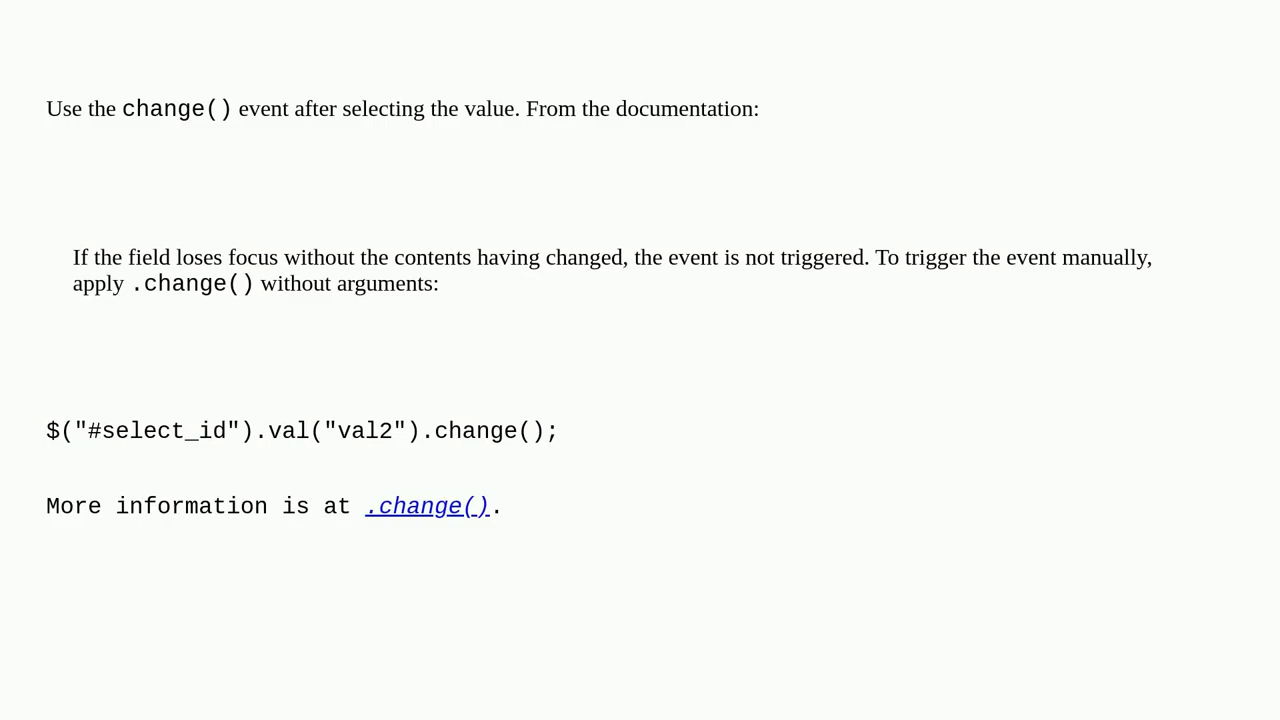 Use the change() event after selecting the value. From the documentation:
If the field loses focus without the contents having changed, the event is not triggered. To trigger the event manually,
apply .change() without arguments:
$("#select_id").val("val2").change();
More information is at .change().